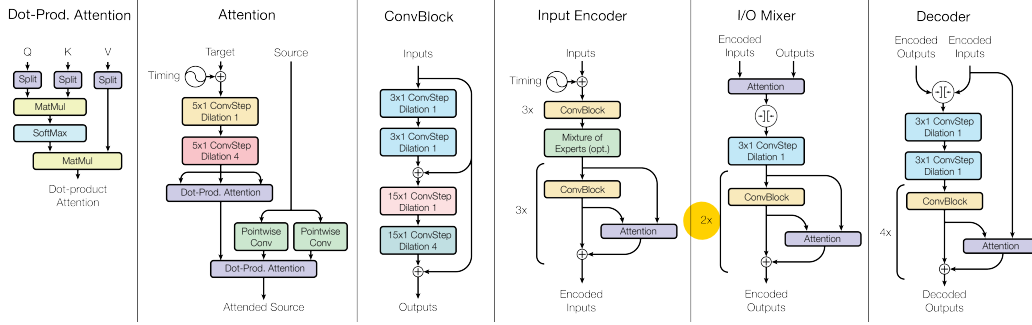 Dot-Prod. Attention
Q K V
Split Split Split
MatMul
SoftMax
MatMul
Dot-product
Attention
Attention
Target Source
Timing
5x1 ConvStep
Dilation 1
5x1 ConvStep
Dilation 4
Dot-Prod. Attention
Pointwise
Conv
Pointwise
Conv
Dot-Prod. Attention
Attended Source
ConvBlock
Inputs
3x1 ConvStep
Dilation 1
3x1 ConvStep
Dilation 1
15x1 ConvStep
Dilation 1
15x1 ConvStep
Dilation 4
Outputs
Input Encoder
Inputs
Timing
3x
ConvBlock
Mixture of
Experts (opt.)
ConvBlock
3x
Attention
Encoded
Inputs
I/O Mixer
Encoded
Inputs
Outputs
Attention
3x1 ConvStep
Dilation 1
ConvBlock
2x
Attention
Encoded
Outputs
Decoder
Encoded
Outputs
Encoded
Inputs
3x1 ConvStep
Dilation 1
3x1 ConvStep
Dilation 1
ConvBlock
4x
Attention
Decoded
Outputs